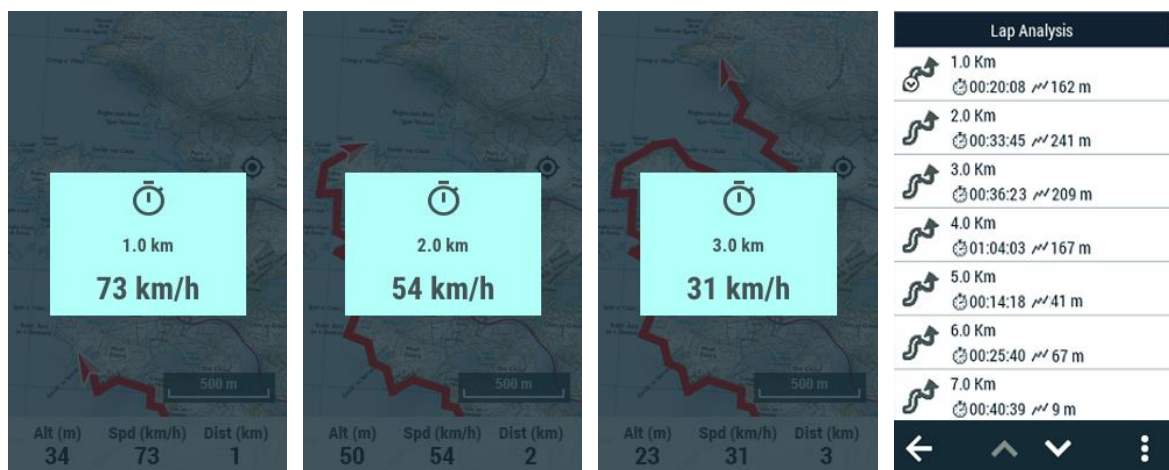 1.0 km
73 km/h
500 m
Alt (m) Spd (km/h) Dist (km)
34 73 1
2.0 km
54 km/h
500 m
Alt (m) Spd (km/h) Dist (km)
50 54 2
3.0 km
31 km/h
500 m
Alt (m) Spd (km/h) Dist (km)
23 31 3
Lap Analysis
1.0 Km
00:20:08 162 m
2.0 Km
00:33:45 241 m
3.0 Km
00:36:23 209 m
4.0 Km
01:04:03 167 m
5.0 Km
00:14:18 41 m
6.0 Km
00:25:40 67 m
7.0 Km
00:40:39 9 m